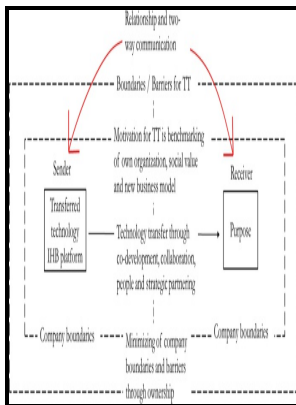 Relationship and two-
way communication
Boundaries / Barriers for TT
Motivation for TT is benchmarking
of own organization, social value
and new business model
Sender
Receiver
Transferred
technology
IHB platform
Technology transfer through
co-development, collaboration,
people and strategic partnering
Purpose
Company boundaries
Minimizing of company
boundaries and barriers
through ownership
Company boundaries